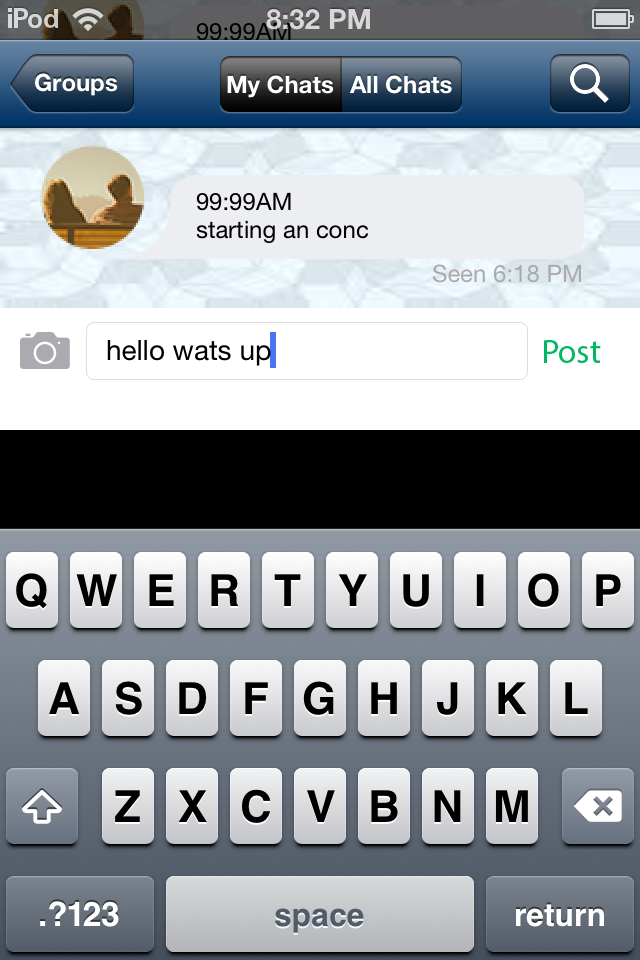 iPod 8:32 PM
99:99AM
Groups My Chats All Chats
99:99AM
starting an conc
Seen 6:18 PM
hello wats up Post
Q W E R T Y U I O P
A S D F G H J K L
Z X C V B N M
.?123 space return